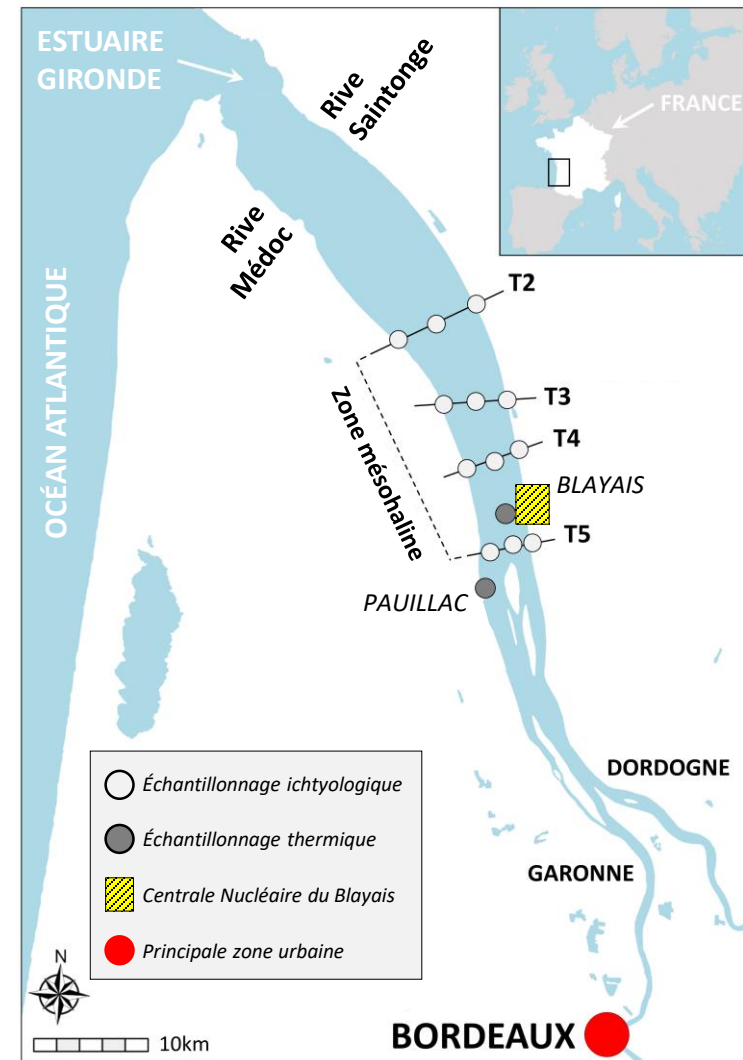 ESTUAIRE
GIRONDE
Rive
Saintonge
FRANCE
Rive
Médoc
OCÉAN ATLANTIQUE
T2
T3
Zone mésohaline
T4
BLAYAIS
T5
PAUILLAC
DORDOGNE
GARONNE
Échantillonnage ichtyologique
Échantillonnage thermique
Centrale Nucléaire du Blayais
Principale zone urbaine
N
10km
BORDEAUX